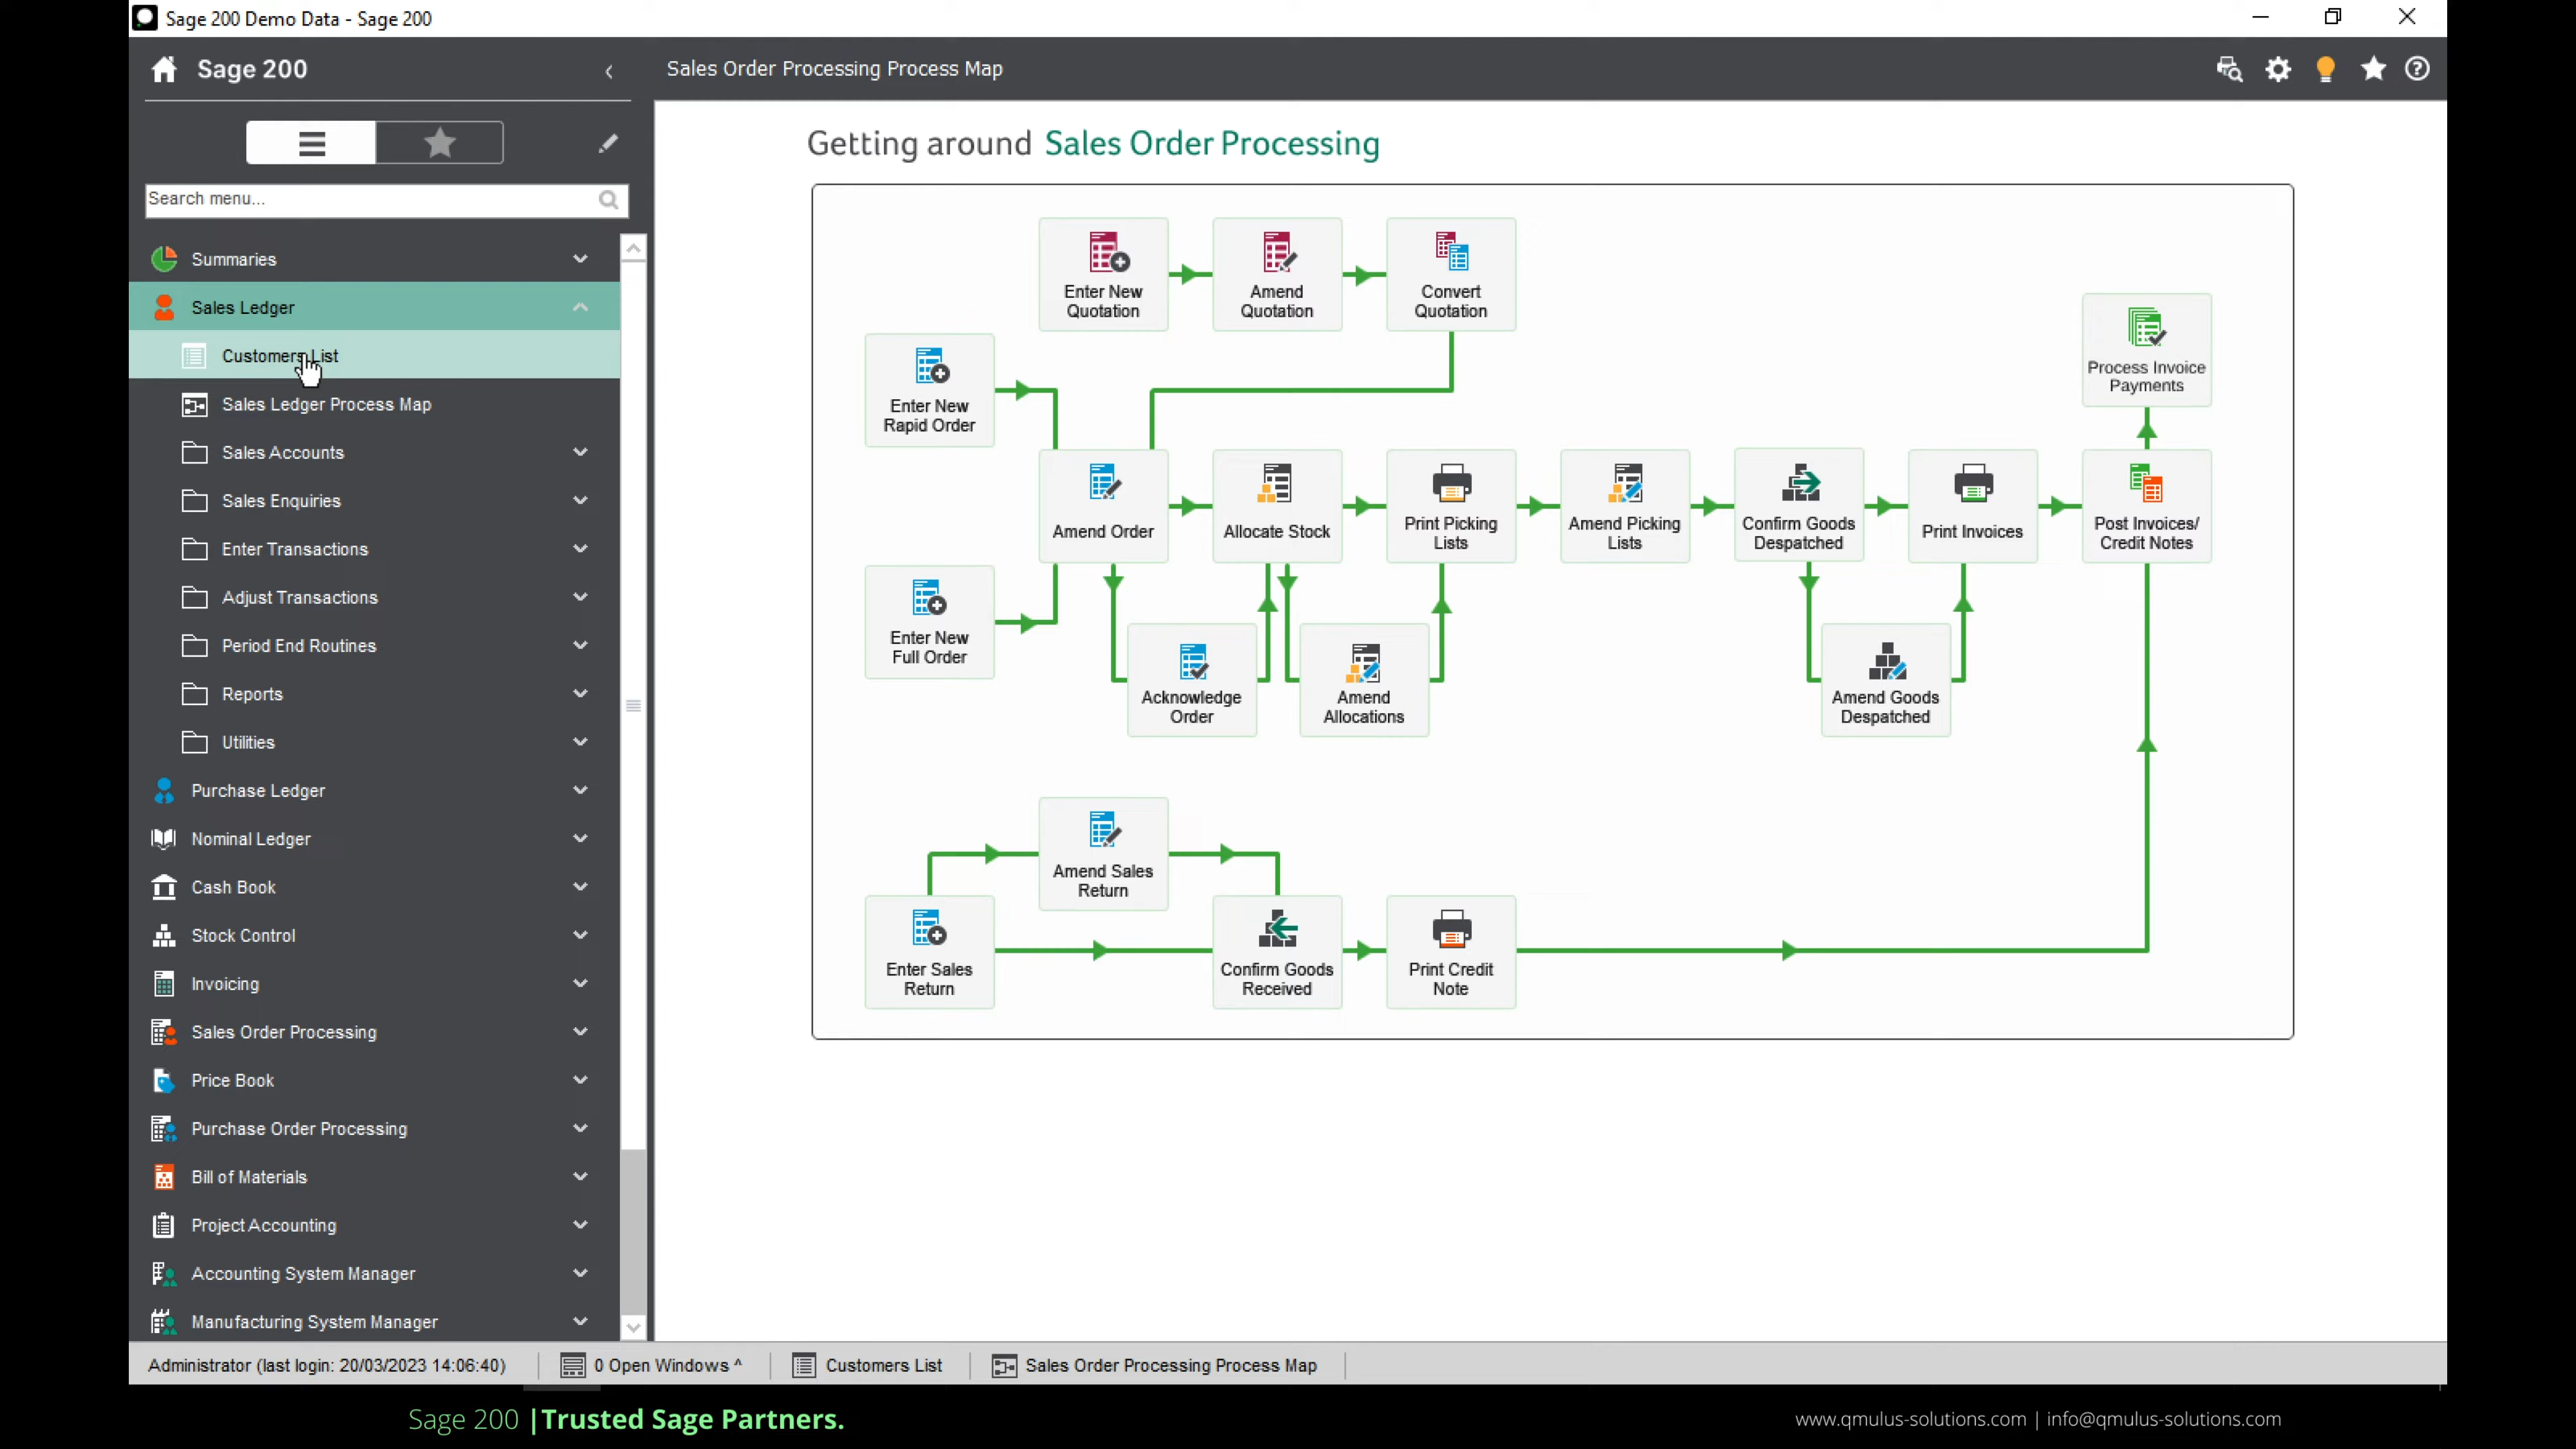 Sage 200 Demo Data - Sage 200
Sage 200
Sales Order Processing Process Map
Search menu...
Summaries
Sales Ledger
Customers List
Sales Ledger Process Map
Sales Accounts
Sales Enquiries
Enter Transactions
Adjust Transactions
Period End Routines
Reports
Utilities
Purchase Ledger
Nominal Ledger
Cash Book
Stock Control
Invoicing
Sales Order Processing
Price Book
Purchase Order Processing
Bill of Materials
Project Accounting
Accounting System Manager
Manufacturing System Manager
Getting around Sales Order Processing
Enter New
Quotation
Amend
Quotation
Convert
Quotation
Process Invoice
Payments
Enter New
Rapid Order
Amend Order
Allocate Stock
Print Picking
Lists
Amend Picking
Lists
Confirm Goods
Despatched
Print Invoices
Post Invoices/
Credit Notes
Enter New
Full Order
Acknowledge
Order
Amend
Allocations
Amend Goods
Despatched
Amend Sales
Return
Enter Sales
Return
Confirm Goods
Received
Print Credit
Note
Administrator (last login: 20/03/2023 14:06:40)
0 Open Windows ^
Customers List
Sales Order Processing Process Map
Sage 200 |Trusted Sage Partners.
www.qmulus-solutions.com | info@qmulus-solutions.com